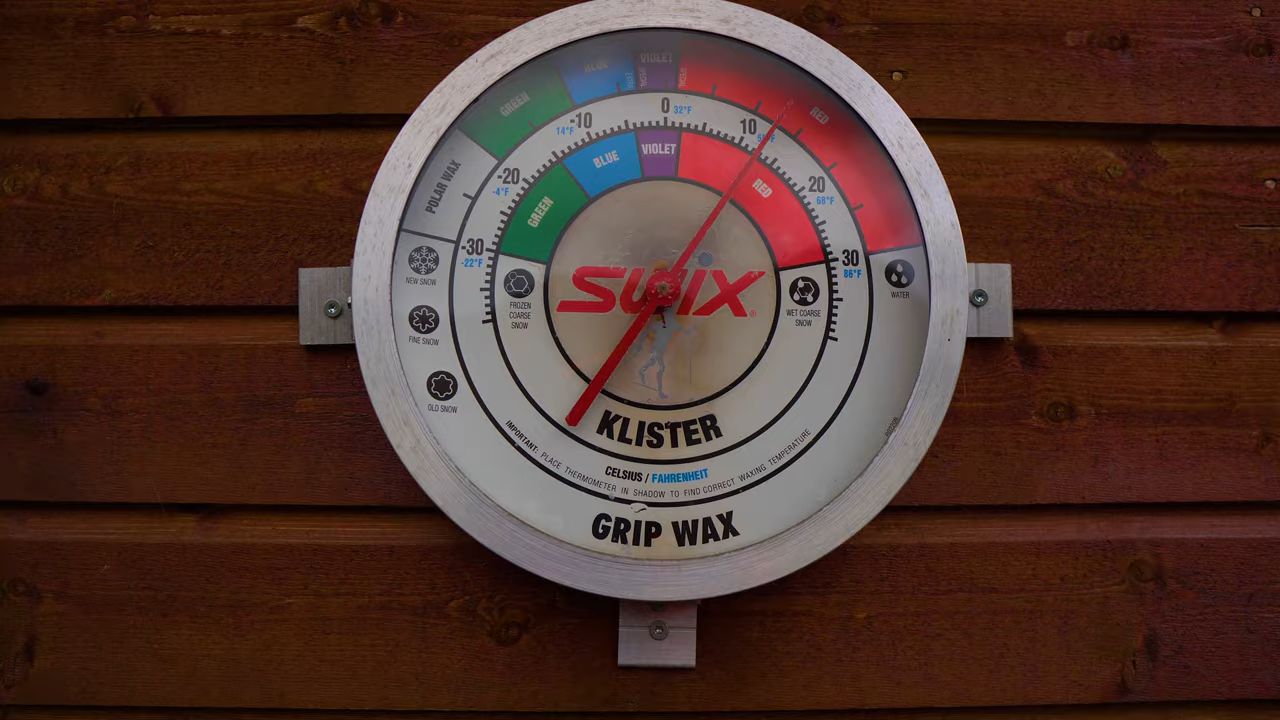 BLUE
VIOLET
GREEN
RED
POLAR WAX
-30
-22°F
-20
-4°F
-10
14°F
0
32°F
10
20
68°F
30
86°F
GREEN
BLUE
VIOLET
RED
NEW SNOW
FINE SNOW
OLD SNOW
FROZEN
COARSE
SNOW
SWIX®
WET COARSE
SNOW
WATER
KLISTER
IMPORTANT: PLACE THERMOMETER IN SHADOW TO FIND CORRECT WAXING TEMPERATURE
CELSIUS / FAHRENHEIT
GRIP WAX